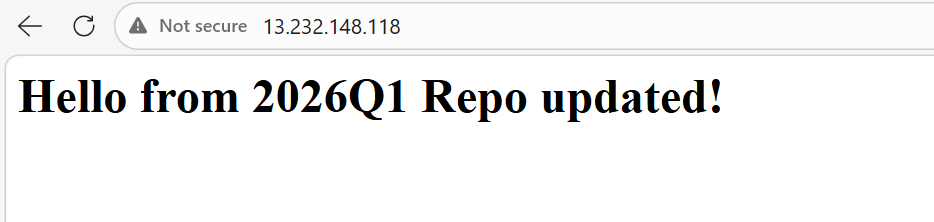 Not secure 13.232.148.118
Hello from 2026Q1 Repo updated!